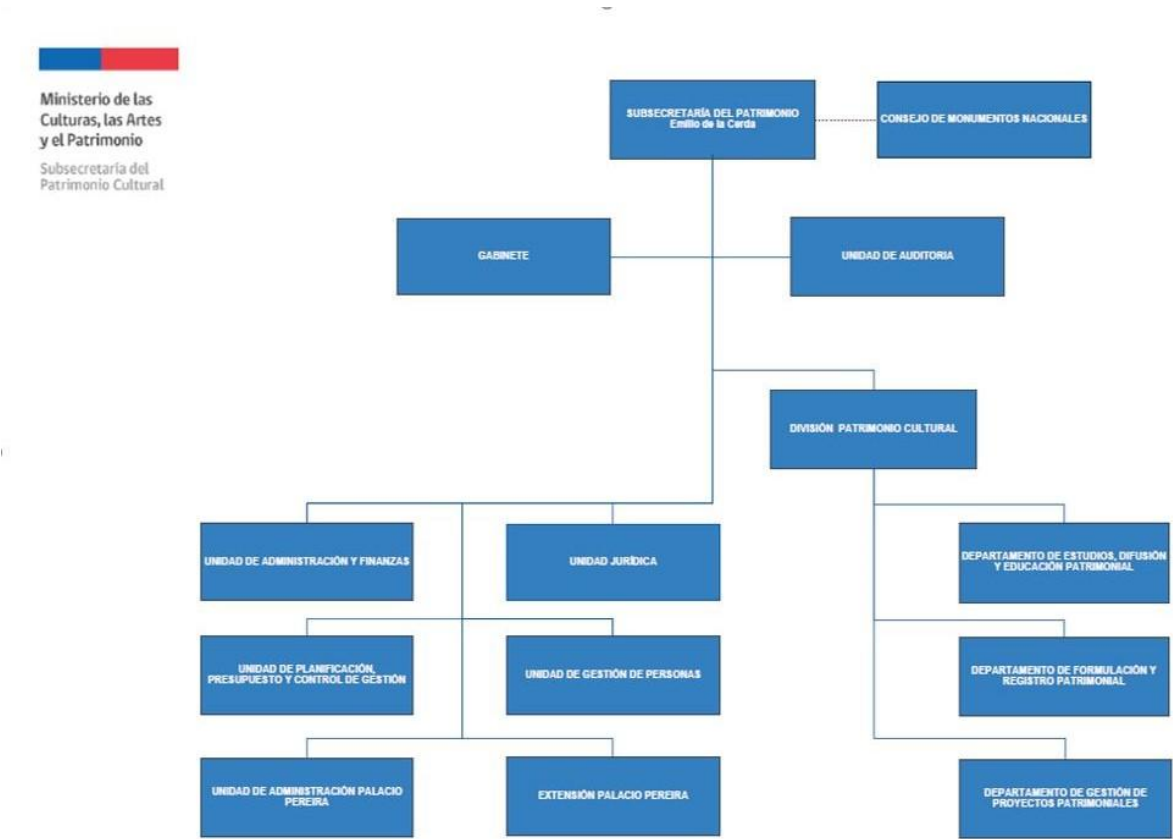 Ministerio de las
Culturas, las Artes
y el Patrimonio
Subsecretaría del
Patrimonio Cultural
SUBSECRETARÍA DEL PATRIMONIO
Emilio de la Cerda
CONSEJO DE MONUMENTOS NACIONALES
GABINETE
UNIDAD DE AUDITORIA
DIVISIÓN PATRIMONIO CULTURAL
UNIDAD DE ADMINISTRACIÓN Y FINANZAS
UNIDAD JURÍDICA
DEPARTAMENTO DE ESTUDIOS, DIFUSIÓN
Y EDUCACIÓN PATRIMONIAL
UNIDAD DE PLANIFICACIÓN,
PRESUPUESTO Y CONTROL DE GESTIÓN
UNIDAD DE GESTIÓN DE PERSONAS
DEPARTAMENTO DE FORMULACIÓN Y
REGISTRO PATRIMONIAL
UNIDAD DE ADMINISTRACIÓN PALACIO
PEREIRA
EXTENSIÓN PALACIO PEREIRA
DEPARTAMENTO DE GESTIÓN DE
PROYECTOS PATRIMONIALES